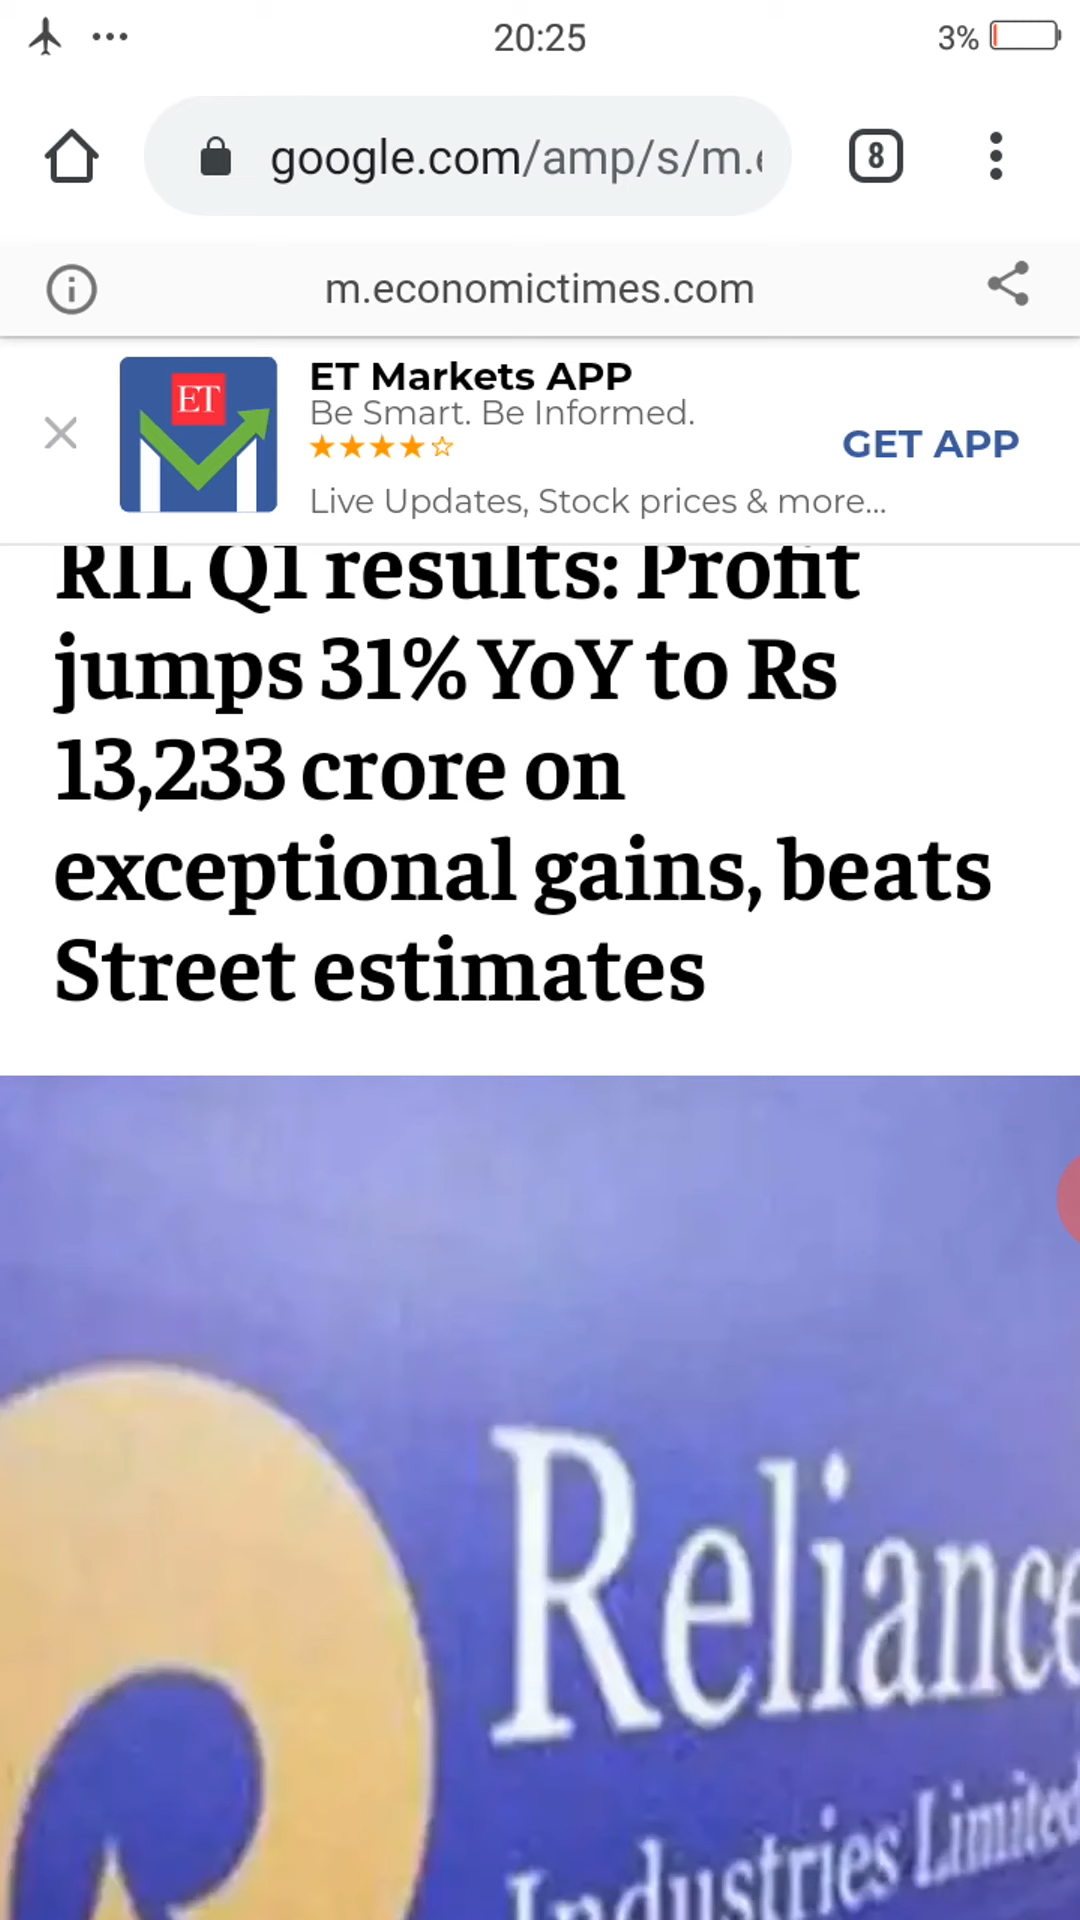 20:25
3%
google.com/amp/s/m.
8
m.economictimes.com
ET
ET Markets APP
Be Smart. Be Informed.
GET APP
Live Updates, Stock prices & more...
RIL Q1 results: Profit
jumps 31% YoY to Rs
13,233 crore on
exceptional gains, beats
Street estimates
Reliance
Industries Limited